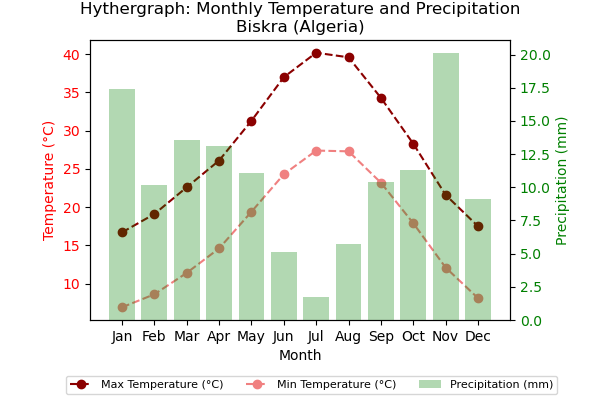 Hythergraph: Monthly Temperature and Precipitation
Biskra (Algeria)
40
35
30
25
20
15
10
Temperature (°C)
20.0
17.5
15.0
12.5
10.0
7.5
5.0
2.5
0.0
Precipitation (mm)
Jan Feb Mar Apr May Jun Jul Aug Sep Oct Nov Dec
Month
Max Temperature (°C) Min Temperature (°C) Precipitation (mm)